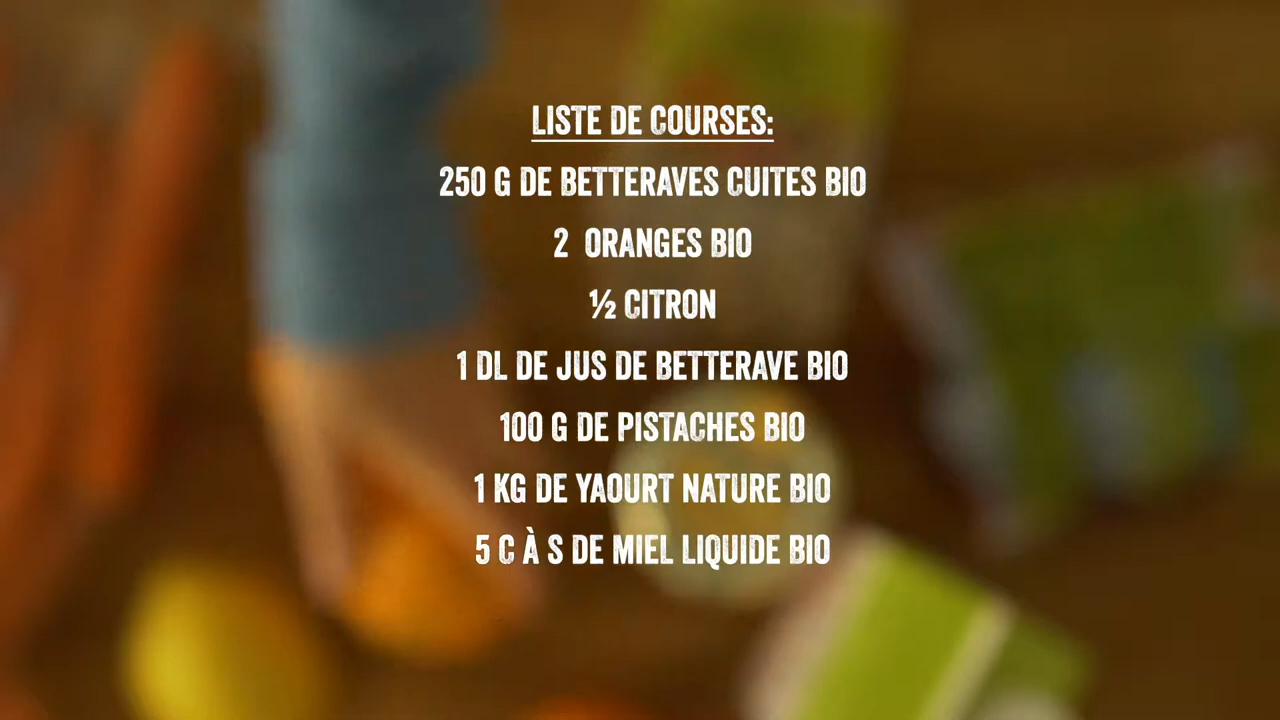 LISTE DE COURSES:
250 G DE BETTERAVES CUITES BIO
2 ORANGES BIO
½ CITRON
1 DL DE JUS DE BETTERAVE BIO
100 G DE PISTACHES BIO
1 KG DE YAOURT NATURE BIO
5 C À S DE MIEL LIQUIDE BIO